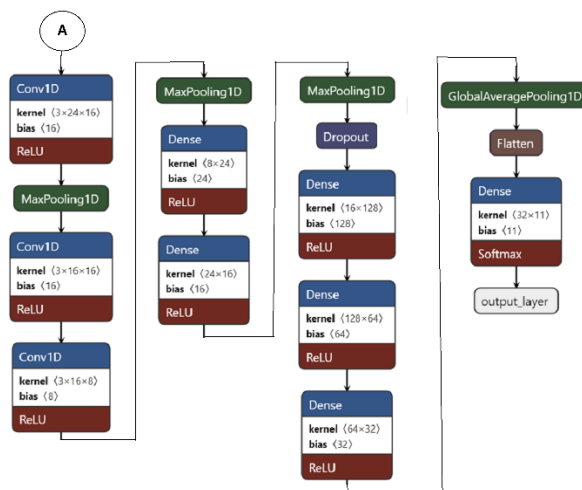 A
Conv1D
kernel ⟨3×24×16⟩
bias ⟨16⟩
ReLU
MaxPooling1D
Conv1D
kernel ⟨3×16×16⟩
bias ⟨16⟩
ReLU
Conv1D
kernel ⟨3×16×8⟩
bias ⟨8⟩
ReLU
MaxPooling1D
Dense
kernel ⟨8×24⟩
bias ⟨24⟩
ReLU
Dense
kernel ⟨24×16⟩
bias ⟨16⟩
ReLU
MaxPooling1D
Dropout
Dense
kernel ⟨16×128⟩
bias ⟨128⟩
ReLU
Dense
kernel ⟨128×64⟩
bias ⟨64⟩
ReLU
Dense
kernel ⟨64×32⟩
bias ⟨32⟩
ReLU
GlobalAveragePooling1D
Flatten
Dense
kernel ⟨32×11⟩
bias ⟨11⟩
Softmax
output_layer